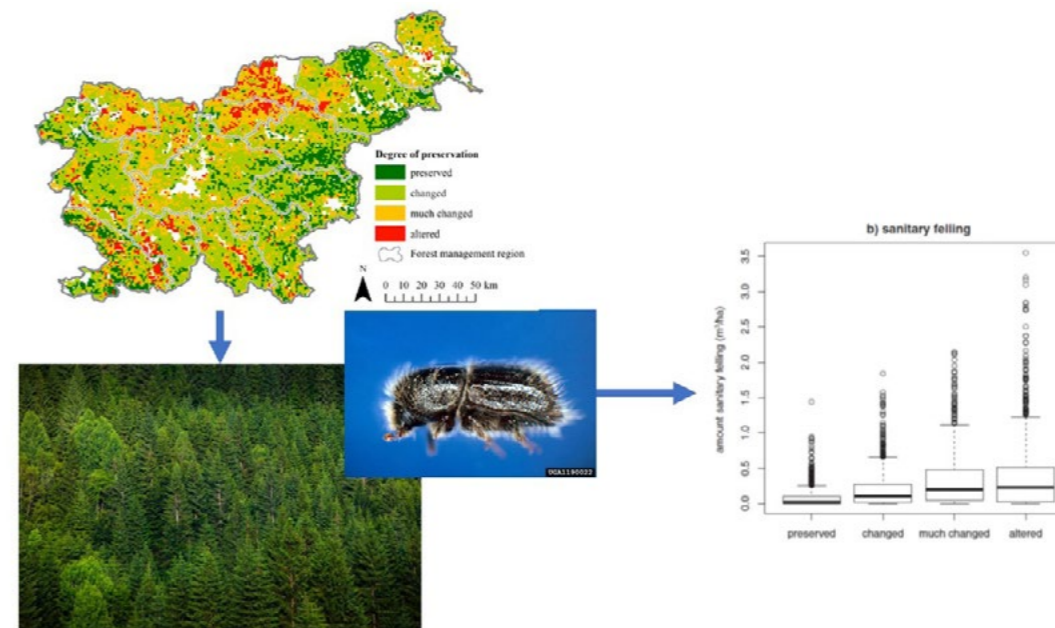 Degree of preservation
preserved
changed
much changed
altered
Forest management region
N
0 10 20 30 40 50 km
UGA1190022
b) sanitary felling
amount sanitary felling (m³/ha)
3.5
3.0
2.5
2.0
1.5
1.0
0.5
0.0
preserved changed much changed altered